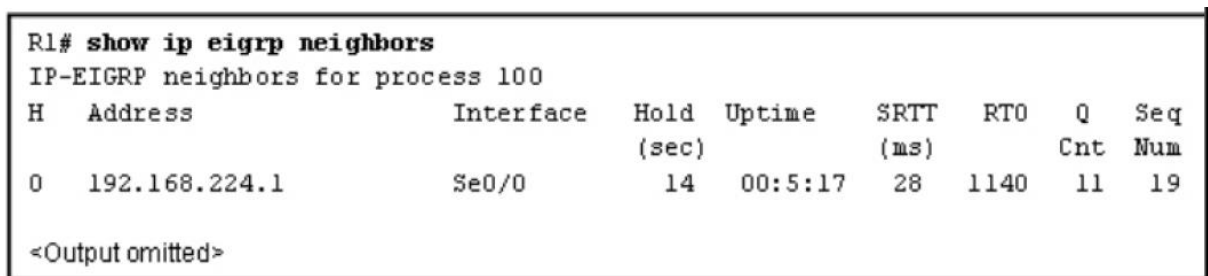 R1# show ip eigrp neighbors
IP-EIGRP neighbors for process 100
H Address Interface Hold Uptime SRTT RTO Q Seq
(sec) (ms) Cnt Num
0 192.168.224.1 Se0/0 14 00:5:17 28 1140 11 19
<Output omitted>